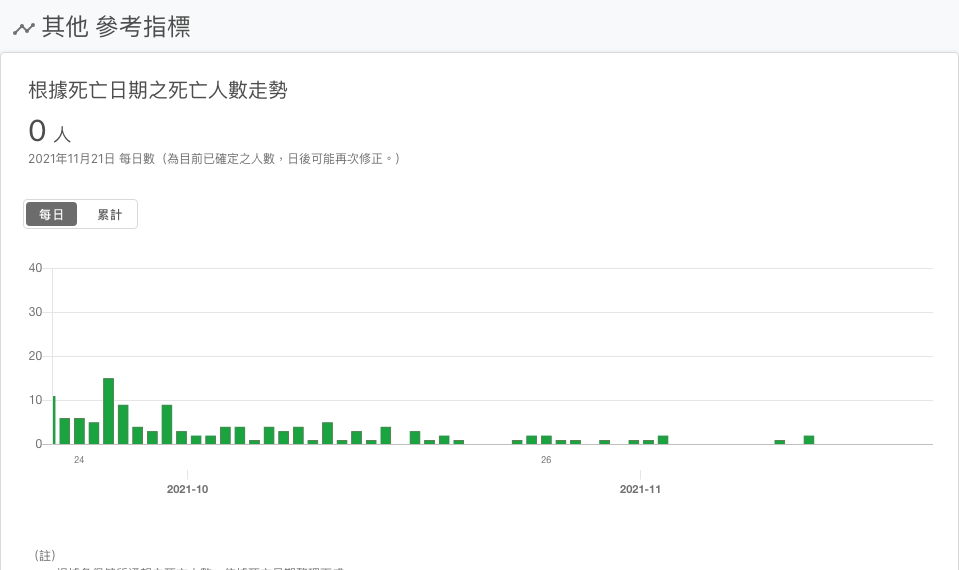 其他 參考指標
根據死亡日期之死亡人數走勢
0 人
2021年11月21日 每日數（為目前已確定之人數，日後可能再次修正。）
每日 累計
40
30
20
10
0
24 26
2021-10 2021-11
（註）